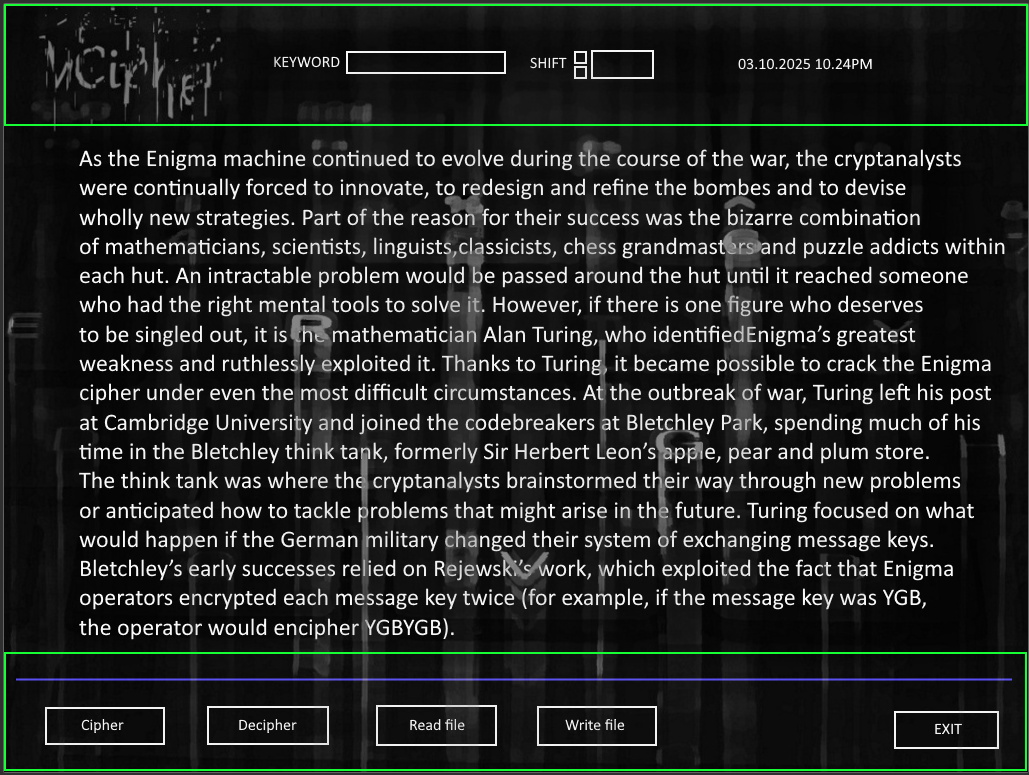 VCipher
KEYWORD SHIFT 03.10.2025 10.24PM
As the Enigma machine continued to evolve during the course of the war, the cryptanalysts
were continually forced to innovate, to redesign and refine the bombes and to devise
wholly new strategies. Part of the reason for their success was the bizarre combination
of mathematicians, scientists, linguists,classicists, chess grandmasters and puzzle addicts within
each hut. An intractable problem would be passed around the hut until it reached someone
who had the right mental tools to solve it. However, if there is one figure who deserves
to be singled out, it is the mathematician Alan Turing, who identifiedEnigma’s greatest
weakness and ruthlessly exploited it. Thanks to Turing, it became possible to crack the Enigma
cipher under even the most difficult circumstances. At the outbreak of war, Turing left his post
at Cambridge University and joined the codebreakers at Bletchley Park, spending much of his
time in the Bletchley think tank, formerly Sir Herbert Leon’s apple, pear and plum store.
The think tank was where the cryptanalysts brainstormed their way through new problems
or anticipated how to tackle problems that might arise in the future. Turing focused on what
would happen if the German military changed their system of exchanging message keys.
Bletchley’s early successes relied on Rejewski’s work, which exploited the fact that Enigma
operators encrypted each message key twice (for example, if the message key was YGB,
the operator would encipher YGBYGB).
Cipher Decipher Read file Write file EXIT